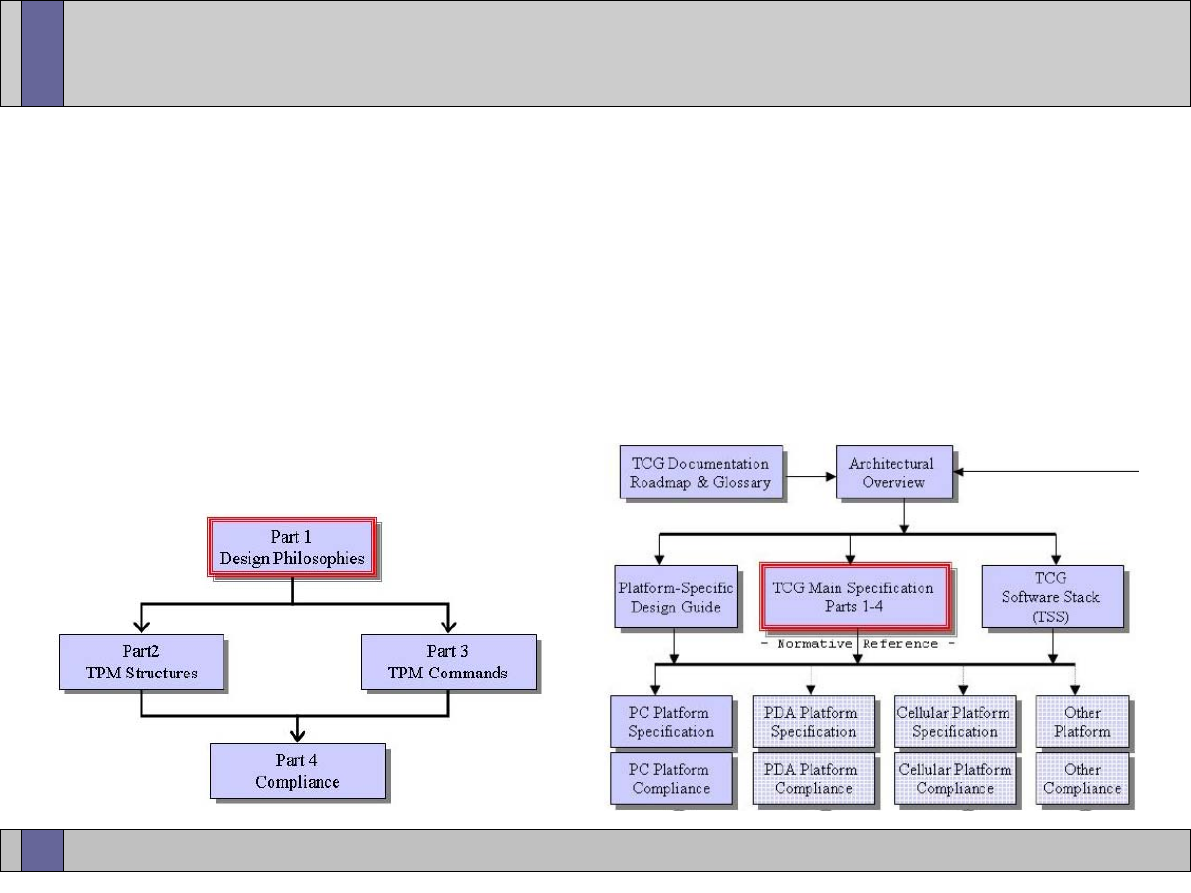 Part 1
Design Philosophies
Part2
TPM Structures
Part 3
TPM Commands
Part 4
Compliance
TCG Documentation
Roadmap & Glossary
Architectural
Overview
Platform-Specific
Design Guide
TCG Main Specification
Parts 1-4
TCG
Software Stack
(TSS)
- Normative Reference -
PC Platform
Specification
PDA Platform
Specification
Cellular Platform
Specification
Other
Platform
PC Platform
Compliance
PDA Platform
Compliance
Cellular Platform
Compliance
Other
Compliance